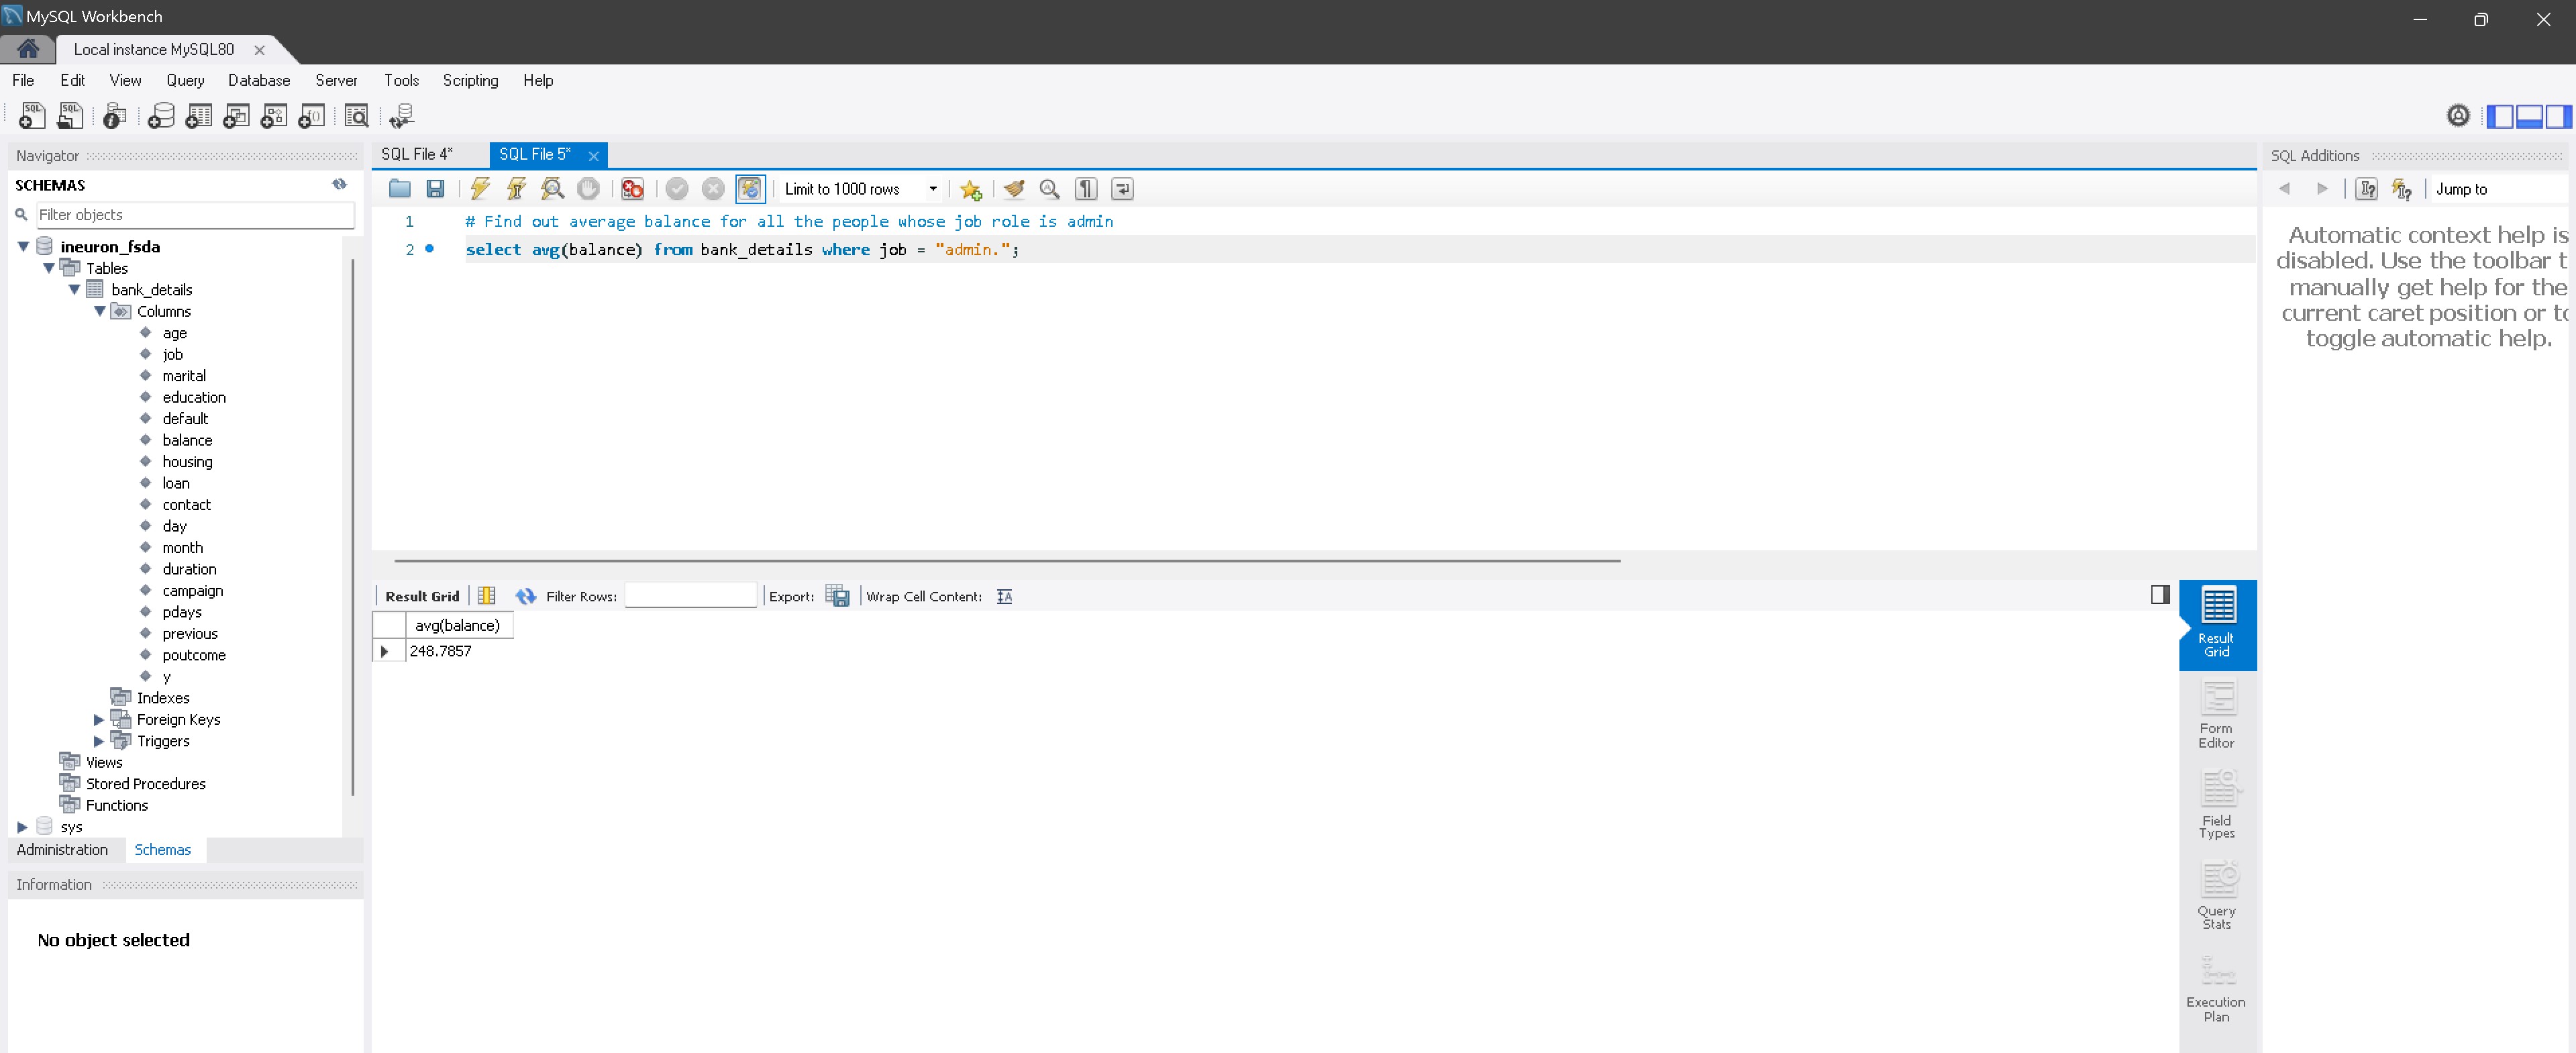 MySQL Workbench
Local instance MySQL80
File Edit View Query Database Server Tools Scripting Help
Navigator
SCHEMAS
Filter objects
ineuron_fsda
Tables
bank_details
Columns
age
job
marital
education
default
balance
housing
loan
contact
day
month
duration
campaign
pdays
previous
poutcome
y
Indexes
Foreign Keys
Triggers
Views
Stored Procedures
Functions
sys
Administration Schemas
Information
No object selected
SQL File 4* SQL File 5*
Limit to 1000 rows
1 # Find out average balance for all the people whose job role is admin
2 select avg(balance) from bank_details where job = "admin.";
Result Grid Filter Rows: Export: Wrap Cell Content:
avg(balance)
248.7857
Result
Grid
Form
Editor
Field
Types
Query
Stats
Execution
Plan
SQL Additions
Jump to
Automatic context help is
disabled. Use the toolbar t
manually get help for the
current caret position or to
toggle automatic help.